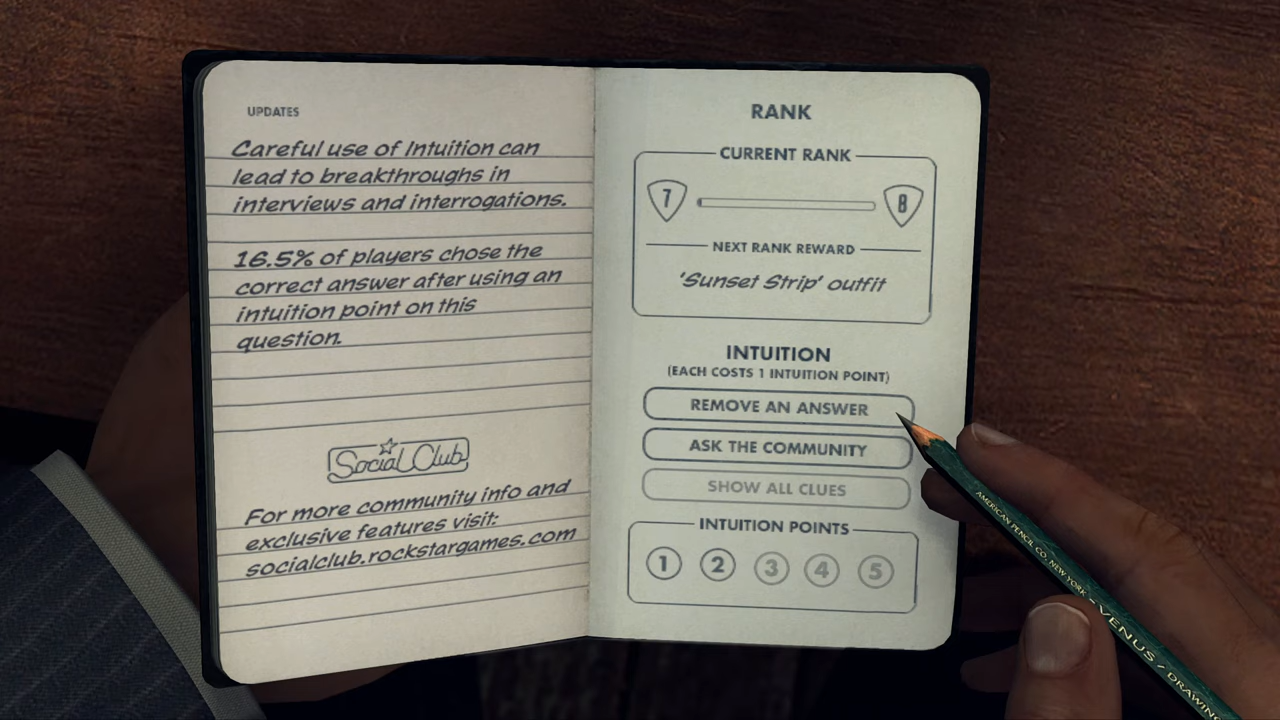 UPDATES
Careful use of Intuition can
lead to breakthroughs in
interviews and interrogations.
16.5% of players chose the
correct answer after using an
intuition point on this
question.
Social Club
For more community info and
exclusive features visit:
socialclub.rockstargames.com
RANK
CURRENT RANK
7 8
NEXT RANK REWARD
'Sunset Strip' outfit
INTUITION
(EACH COSTS 1 INTUITION POINT)
REMOVE AN ANSWER
ASK THE COMMUNITY
SHOW ALL CLUES
INTUITION POINTS
1 2 3 4 5
AMERICAN PENCIL CO. NEW YORK VENUS / DRAWING